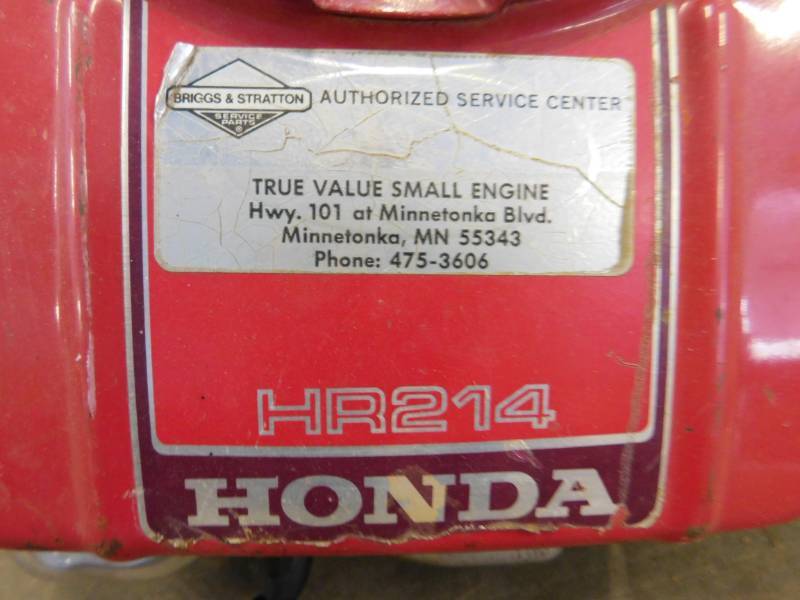 BRIGGS & STRATTON
SERVICE
PARTS
®
AUTHORIZED SERVICE CENTER
TRUE VALUE SMALL ENGINE
Hwy. 101 at Minnetonka Blvd.
Minnetonka, MN 55343
Phone: 475-3606
HR214
HONDA